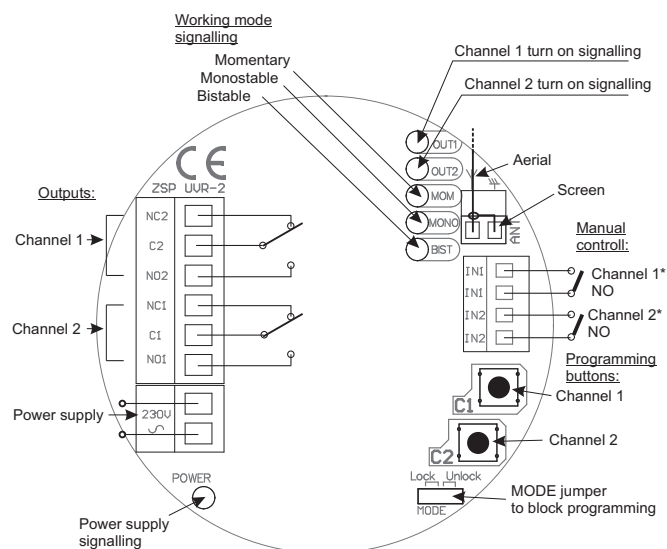 Working mode
signalling
Momentary
Monostable
Bistable
Channel 1 turn on signalling
Channel 2 turn on signalling
OUT1
OUT2
MOM
MONO
BIST
Aerial
Screen
ANT
CE
ZSP UVR-2
Outputs:
Channel 1
Channel 2
NC2
C2
NO2
NC1
C1
NO1
Power supply
230V
POWER
Power supply
signalling
Manual
controll:
IN1
IN1
IN2
IN2
Channel 1*
NO
Channel 2*
NO
Programming
buttons:
C1
Channel 1
C2
Channel 2
Lock Unlock
MODE
MODE jumper
to block programming